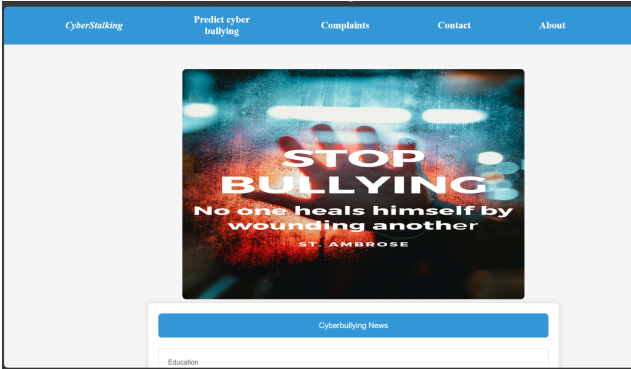 CyberStalking
Predict cyber
bullying
Complaints
Contact
About
STOP
BULLYING
No one heals himself by
wounding another
ST. AMBROSE
Cyberbullying News
Education